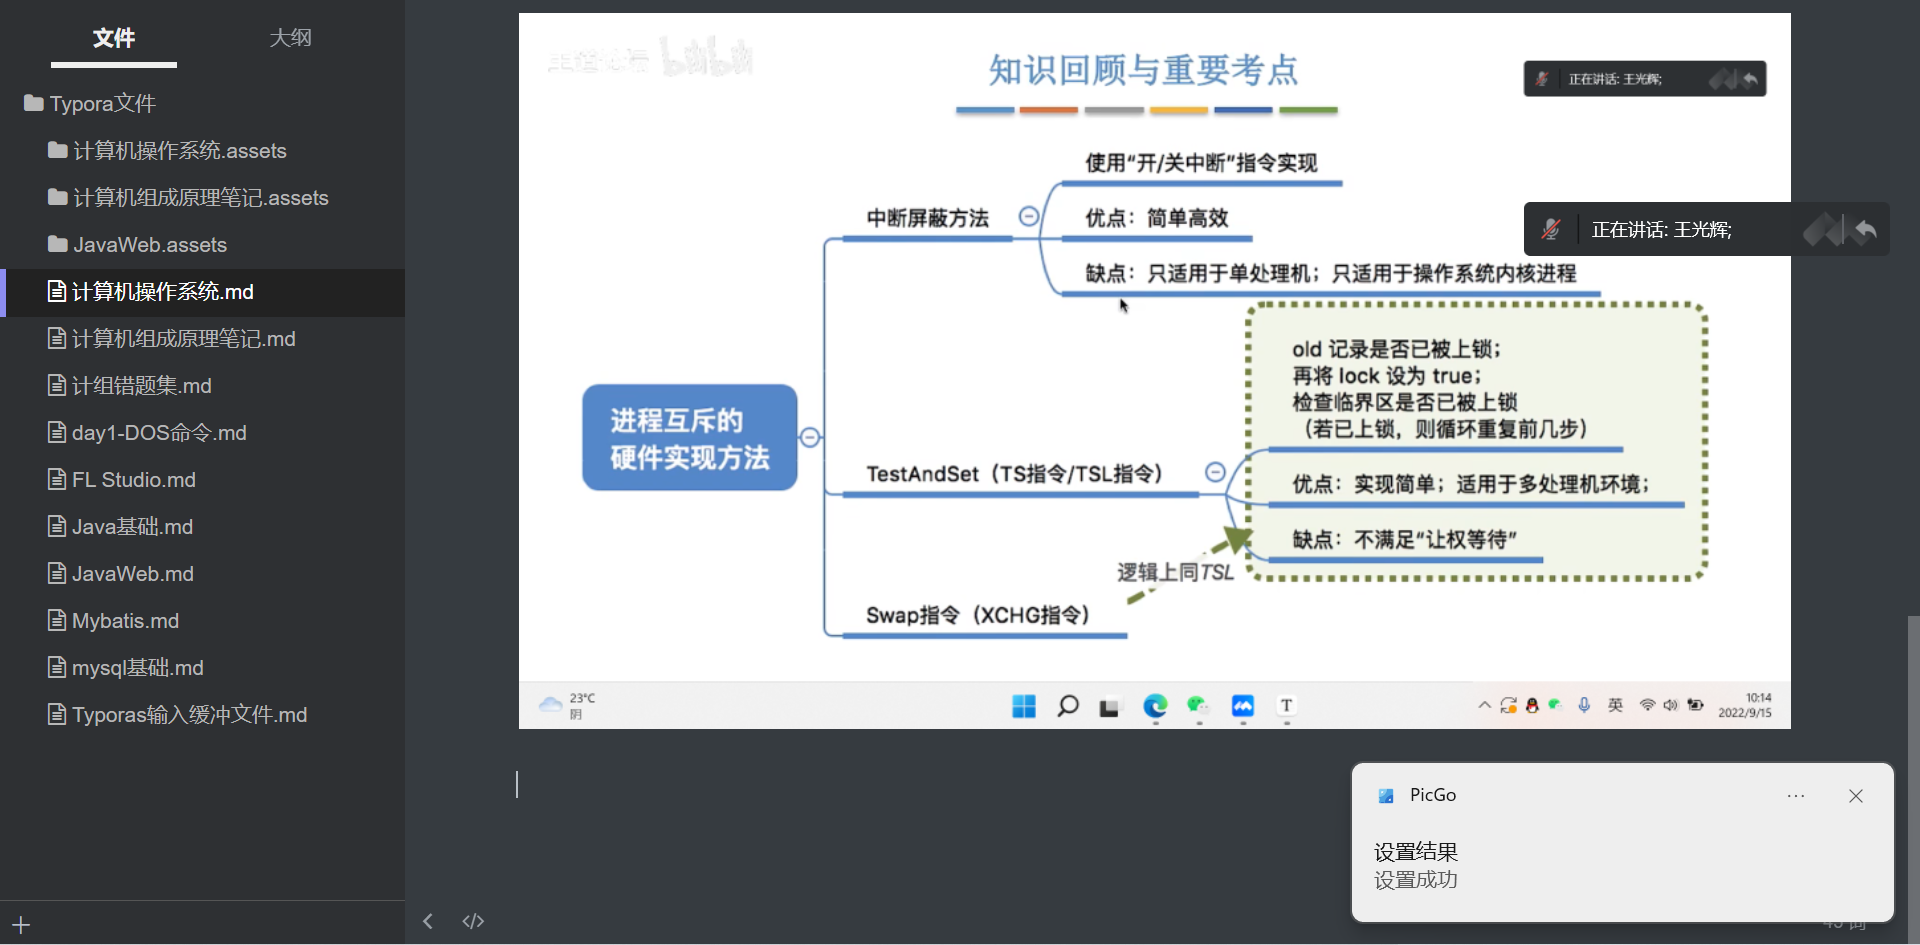 文件
大纲
Typora文件
计算机操作系统.assets
计算机组成原理笔记.assets
JavaWeb.assets
计算机操作系统.md
计算机组成原理笔记.md
计组错题集.md
day1-DOS命令.md
FL Studio.md
Java基础.md
JavaWeb.md
Mybatis.md
mysql基础.md
Typoras输入缓冲文件.md
知识回顾与重要考点
正在讲话: 王光辉;
正在讲话: 王光辉;
使用“开/关中断”指令实现
中断屏蔽方法
优点：简单高效
缺点：只适用于单处理机；只适用于操作系统内核进程
old 记录是否已被上锁；
再将 lock 设为 true；
检查临界区是否已被上锁
（若已上锁，则循环重复前几步）
进程互斥的
硬件实现方法
TestAndSet（TS指令/TSL指令）
优点：实现简单；适用于多处理机环境；
缺点：不满足“让权等待”
逻辑上同TSL
Swap指令（XCHG指令）
23°C
阴
英
10:14
2022/9/15
PicGo
设置结果
设置成功